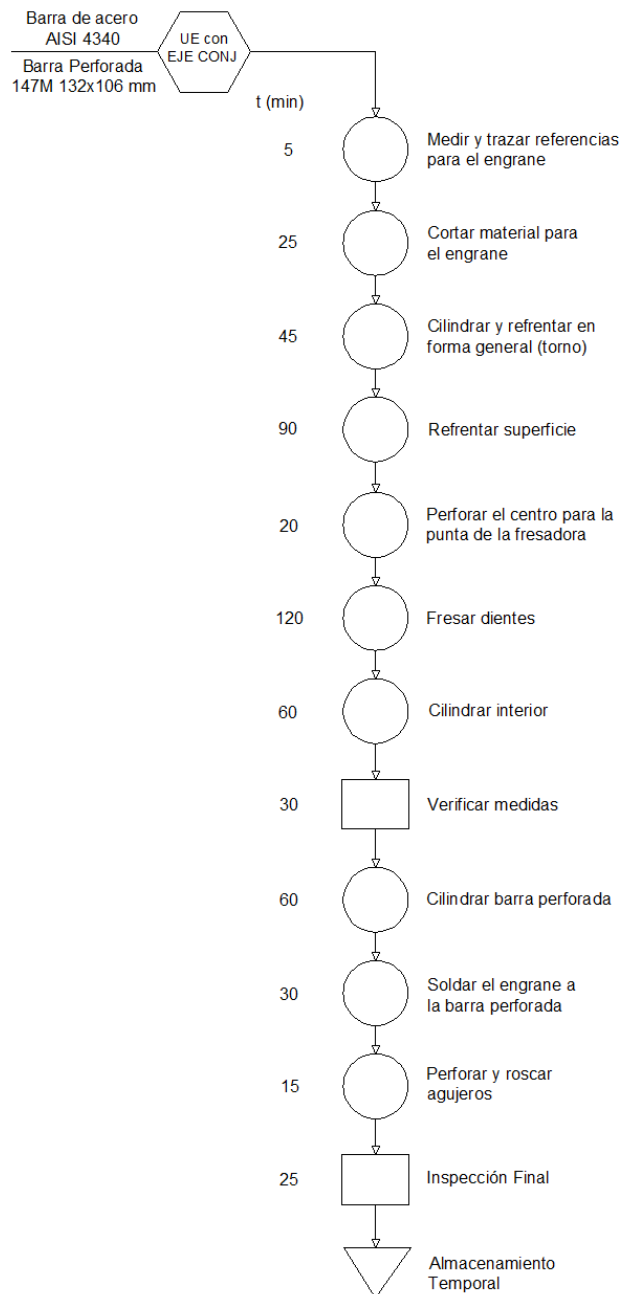 Barra de acero
AISI 4340
Barra Perforada
147M 132x106 mm
UE con
EJE CONJ
t (min)
5
Medir y trazar referencias
para el engrane
25
Cortar material para
el engrane
45
Cilindrar y refrentar en
forma general (torno)
90
Refrentar superficie
20
Perforar el centro para la
punta de la fresadora
120
Fresar dientes
60
Cilindrar interior
30
Verificar medidas
60
Cilindrar barra perforada
30
Soldar el engrane a
la barra perforada
15
Perforar y roscar
agujeros
25
Inspección Final
Almacenamiento
Temporal